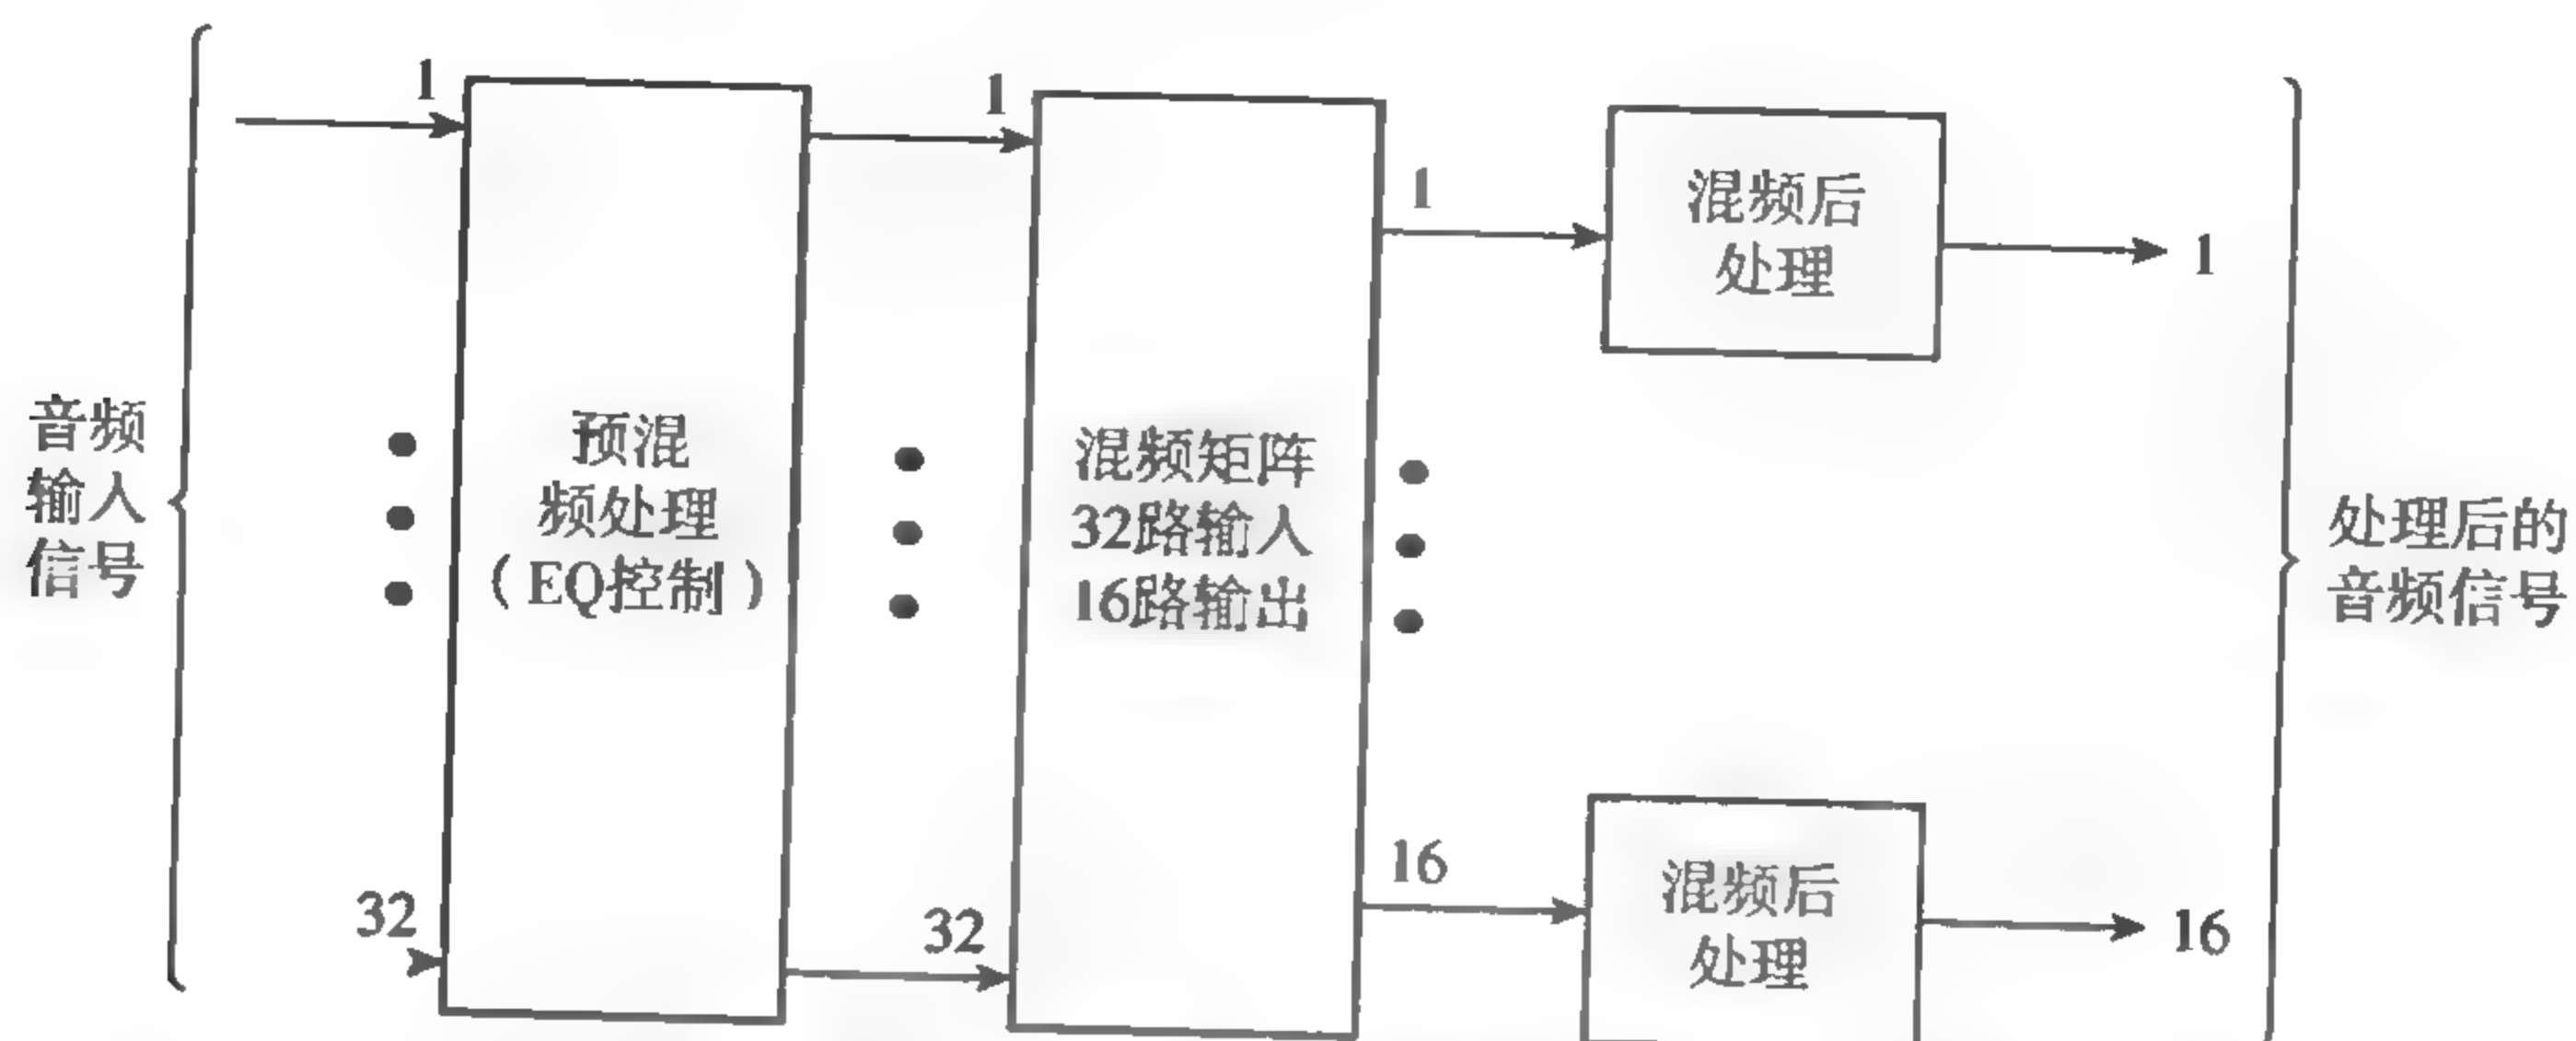 音频
输入
信号
1
32
预混
频处理
（EQ控制）
1
32
混频矩阵
32路输入
16路输出
1
16
混频后
处理
混频后
处理
1
16
处理后的
音频信号